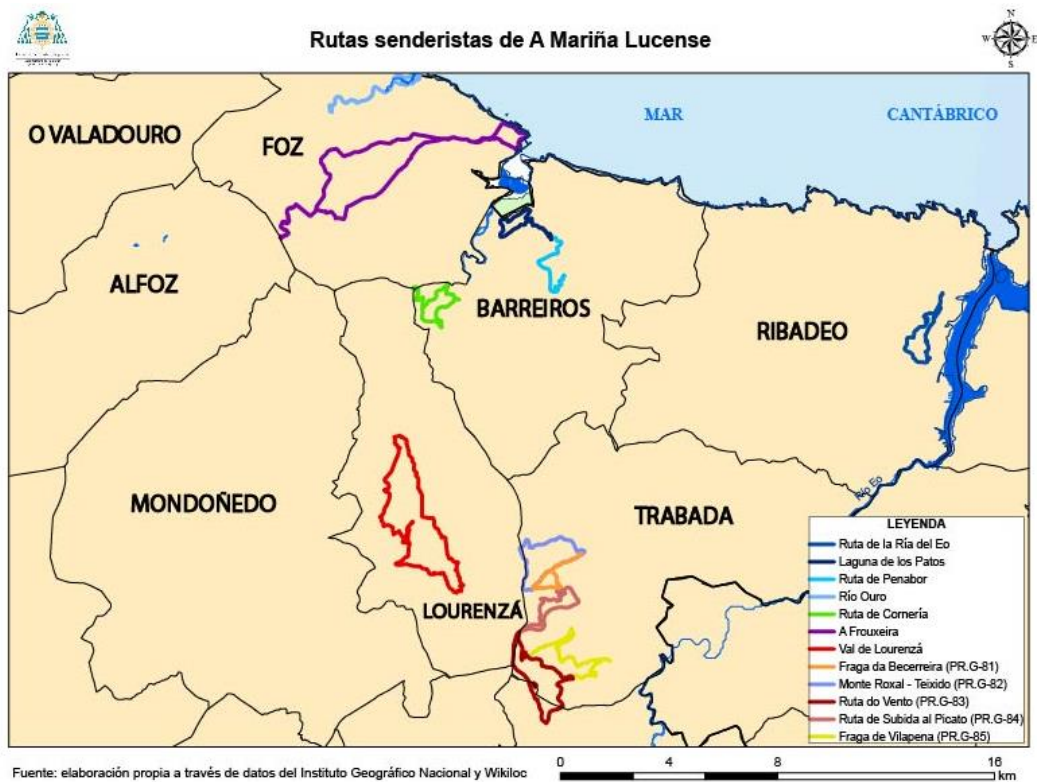 Rutas senderistas de A Mariña Lucense
N
W
E
S
MAR
CANTÁBRICO
O VALADOURO
FOZ
ALFOZ
BARREIROS
RIBADEO
MONDOÑEDO
TRABADA
Río Eo
LOURENZÁ
LEYENDA
Ruta de la Ría del Eo
Laguna de los Patos
Ruta de Penabor
Río Ouro
Ruta de Cornería
A Frouxeira
Val de Lourenzá
Fraga da Becerreira (PR.G-81)
Monte Roxal - Teixido (PR.G-82)
Ruta do Vento (PR.G-83)
Ruta de Subida al Picato (PR.G-84)
Fraga de Vilapena (PR.G-85)
Fuente: elaboración propia a través de datos del Instituto Geográfico Nacional y Wikiloc
0 4 8 16
km